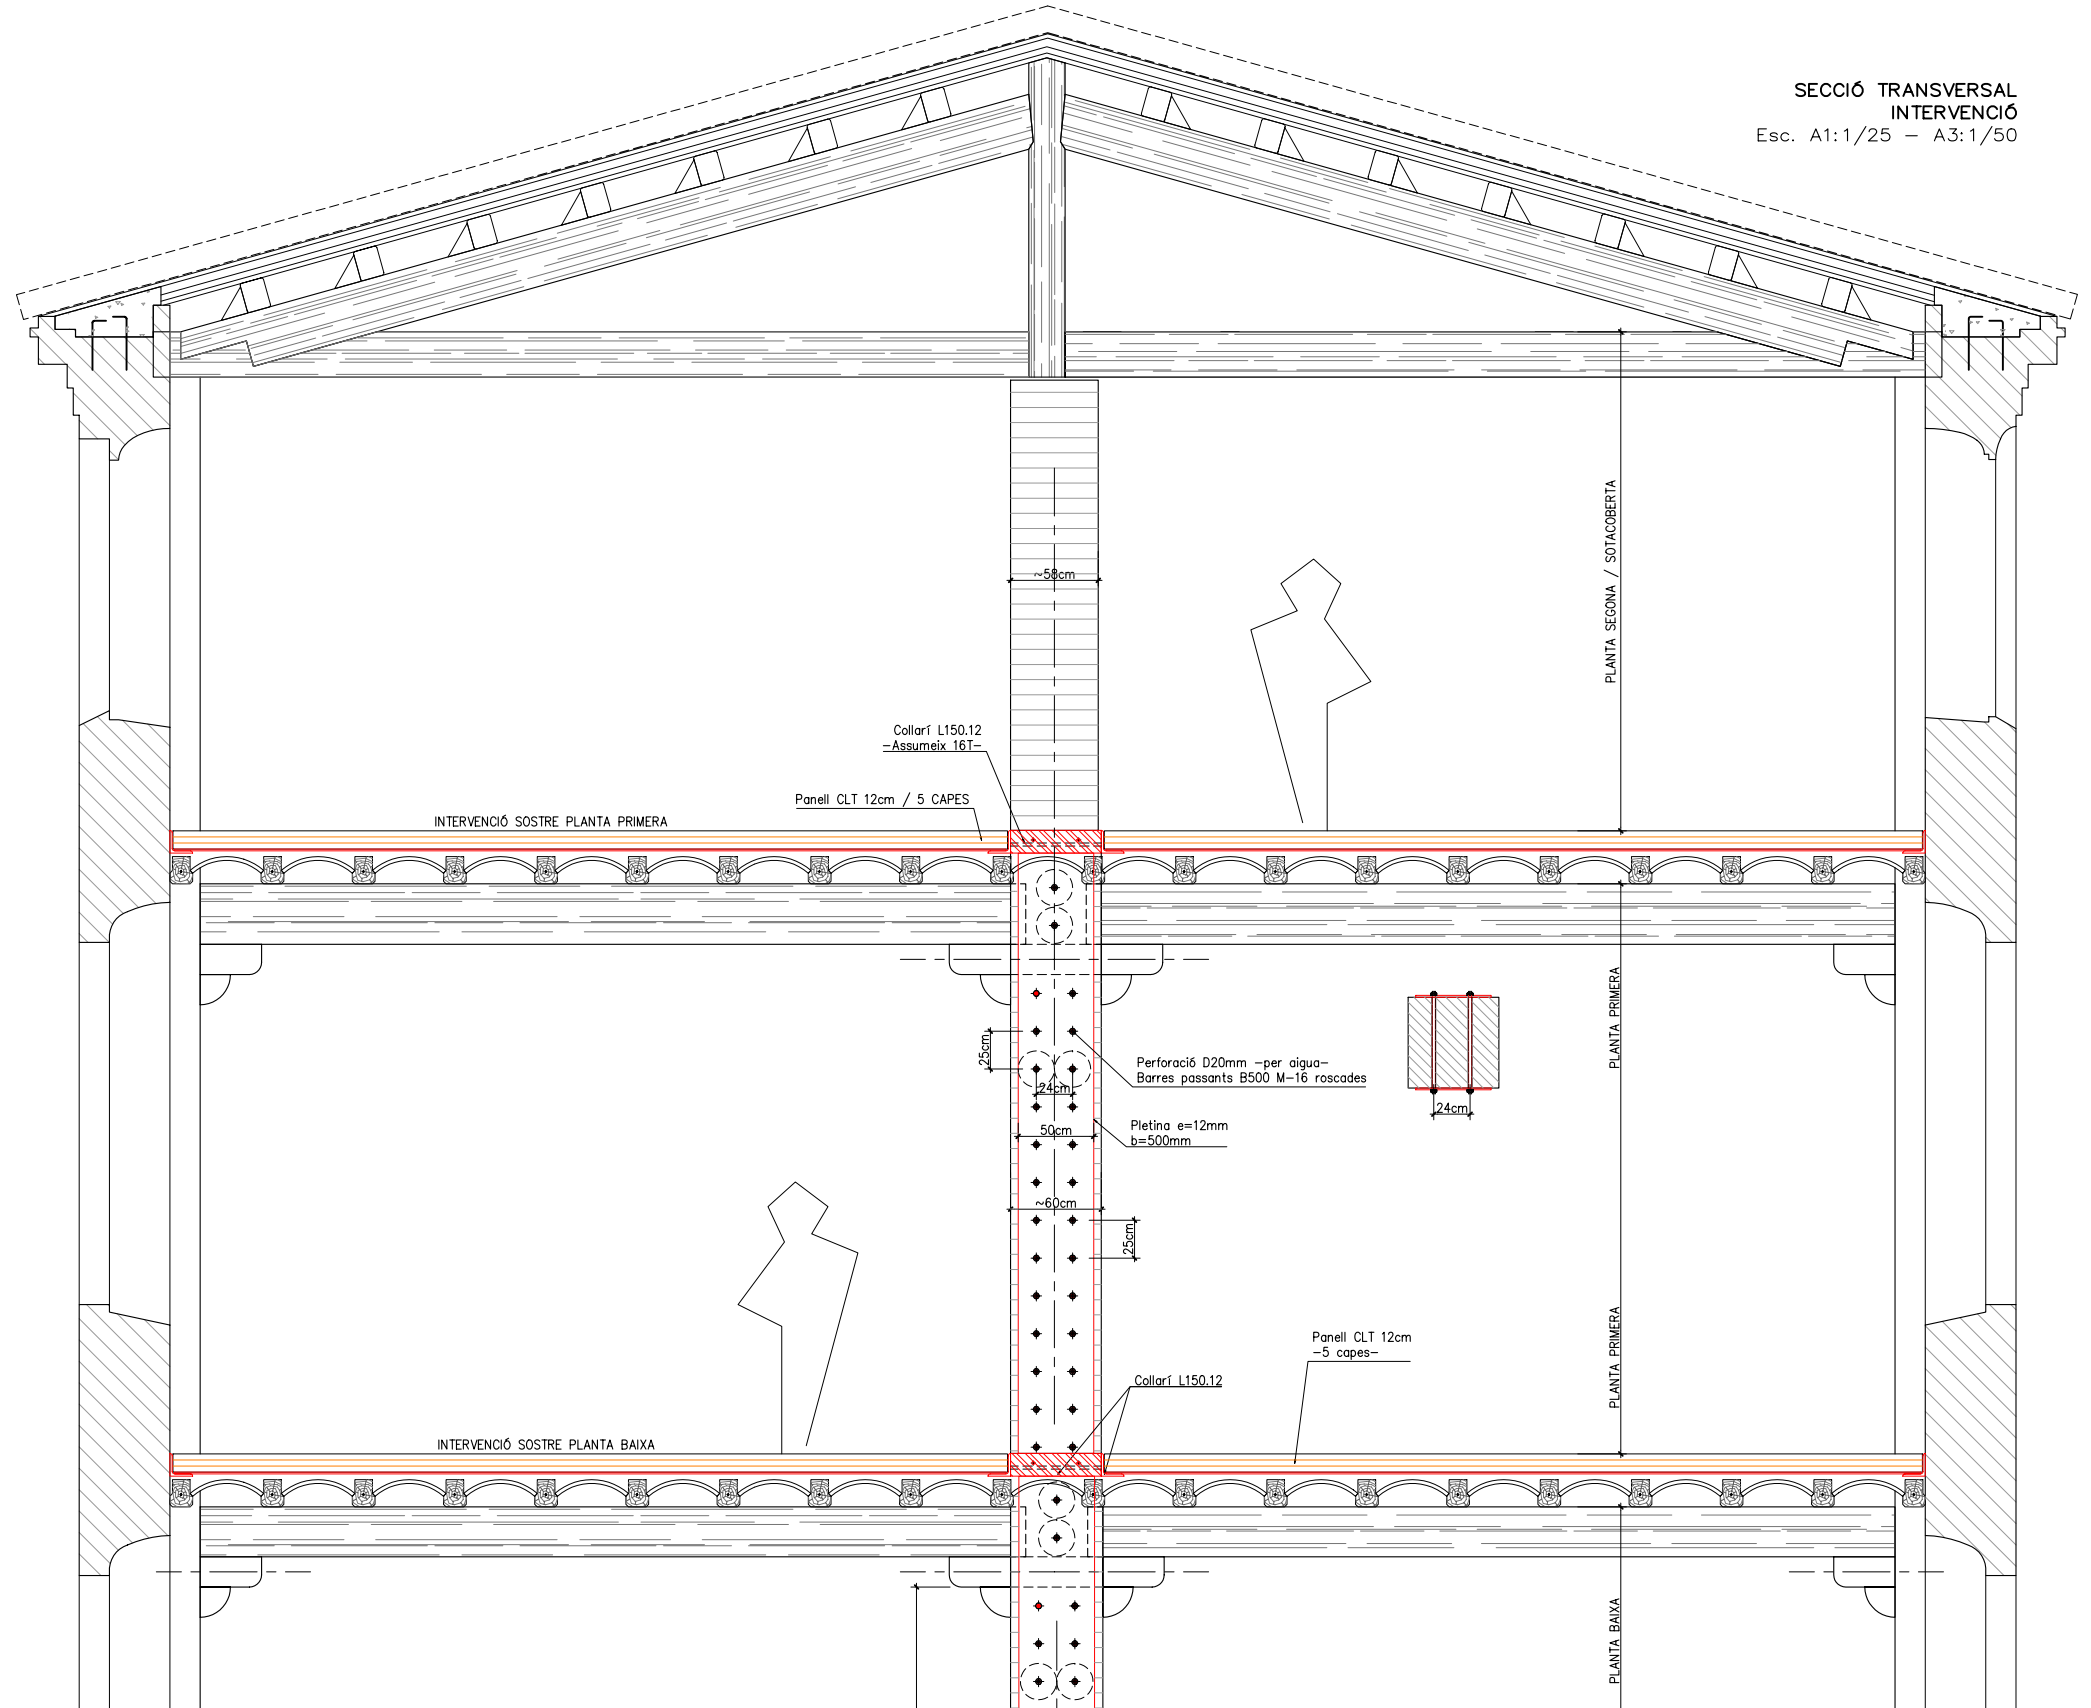 SECCIÓ TRANSVERSAL
INTERVENCIÓ
Esc. A1:1/25 – A3:1/50
PLANTA SEGONA / SOTACOBERTA
~58cm
Collarí L150.12
–Assumeix 16T–
Panell CLT 12cm / 5 CAPES
INTERVENCIÓ SOSTRE PLANTA PRIMERA
PLANTA PRIMERA
25cm
24cm
Perforació D20mm –per aigua–
Barres passants B500 M–16 roscades
24cm
50cm
Pletina e=12mm
b=500mm
~60cm
25cm
PLANTA PRIMERA
Panell CLT 12cm
–5 capes–
Collarí L150.12
INTERVENCIÓ SOSTRE PLANTA BAIXA
PLANTA BAIXA